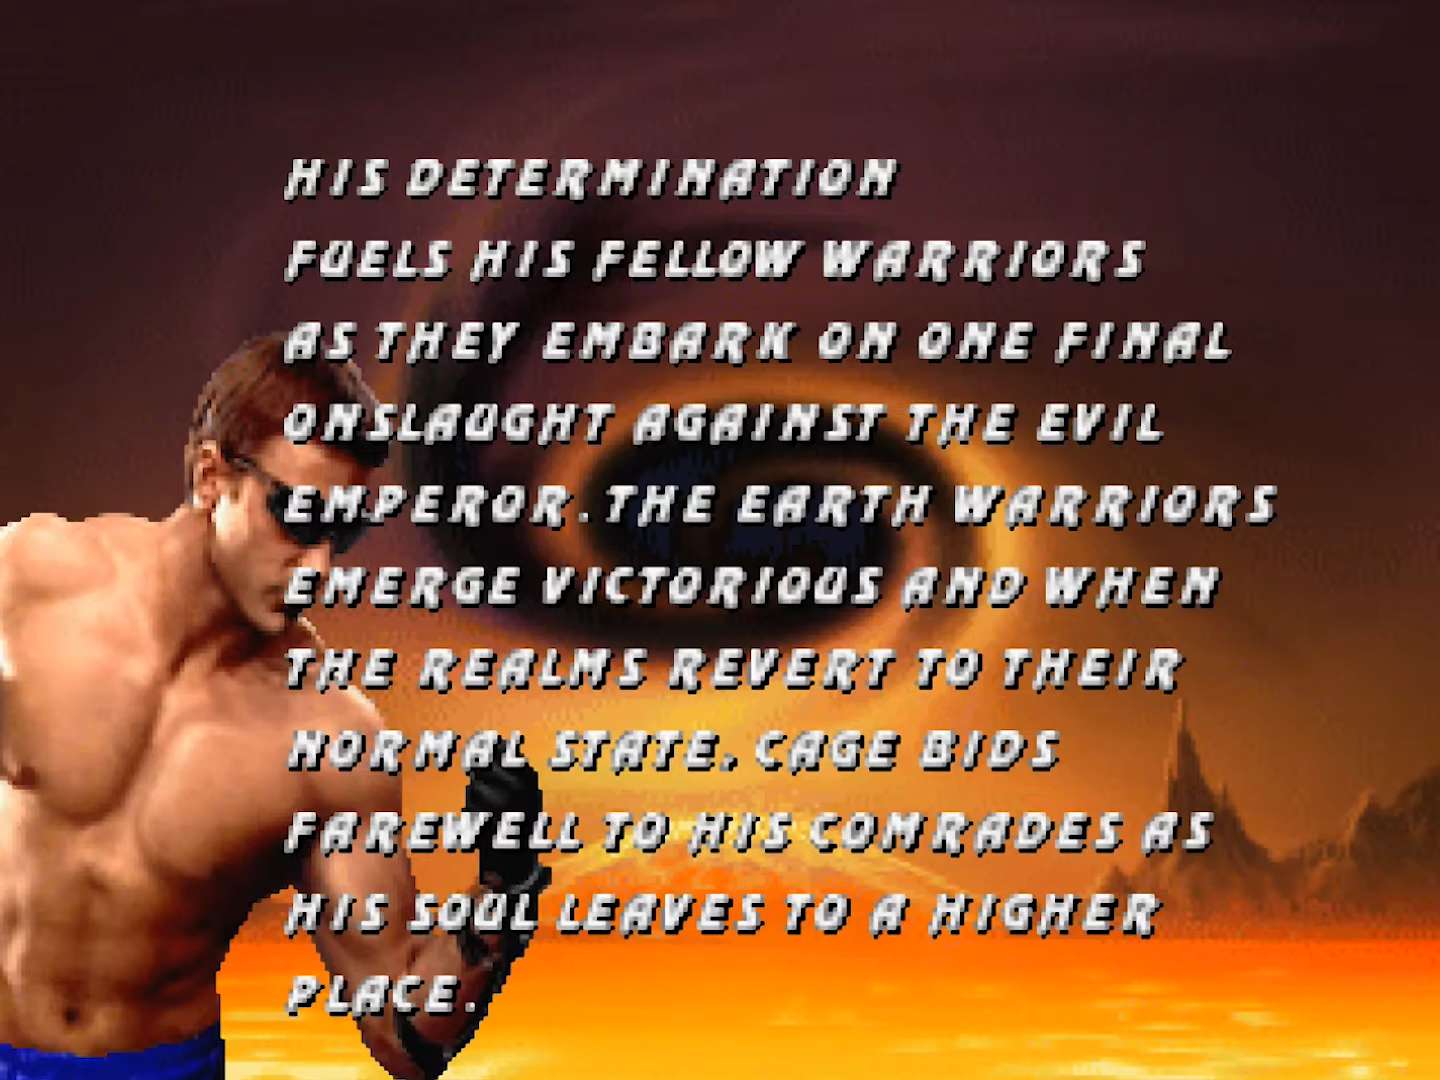 HIS DETERMINATION
FUELS HIS FELLOW WARRIORS
AS THEY EMBARK ON ONE FINAL
ONSLAUGHT AGAINST THE EVIL
EMPEROR.THE EARTH WARRIORS
EMERGE VICTORIOUS AND WHEN
THE REALMS REVERT TO THEIR
NORMAL STATE, CAGE BIDS
FAREWELL TO HIS COMRADES AS
HIS SOUL LEAVES TO A HIGHER
PLACE.